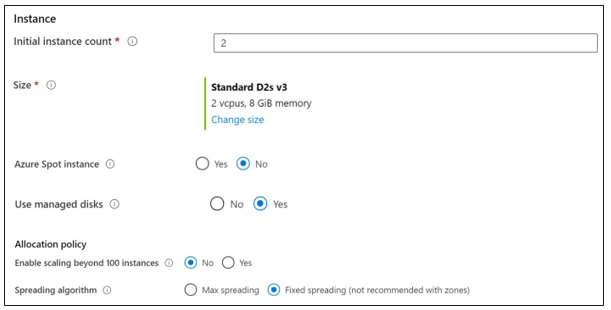 Instance
Initial instance count * 2
Size * Standard D2s v3
2 vcpus, 8 GiB memory
Change size
Azure Spot instance Yes No
Use managed disks No Yes
Allocation policy
Enable scaling beyond 100 instances No Yes
Spreading algorithm Max spreading Fixed spreading (not recommended with zones)